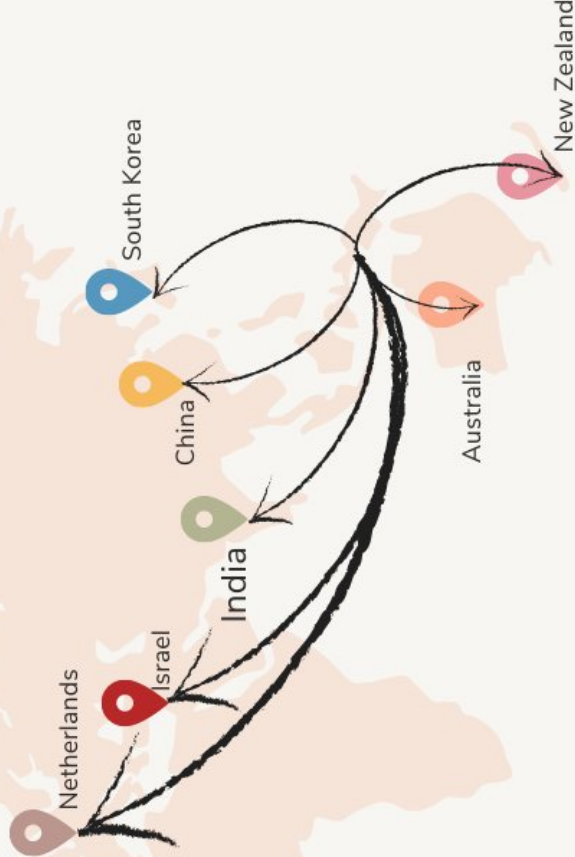 Netherlands
Israel
India
China
South Korea
Australia
New Zealand